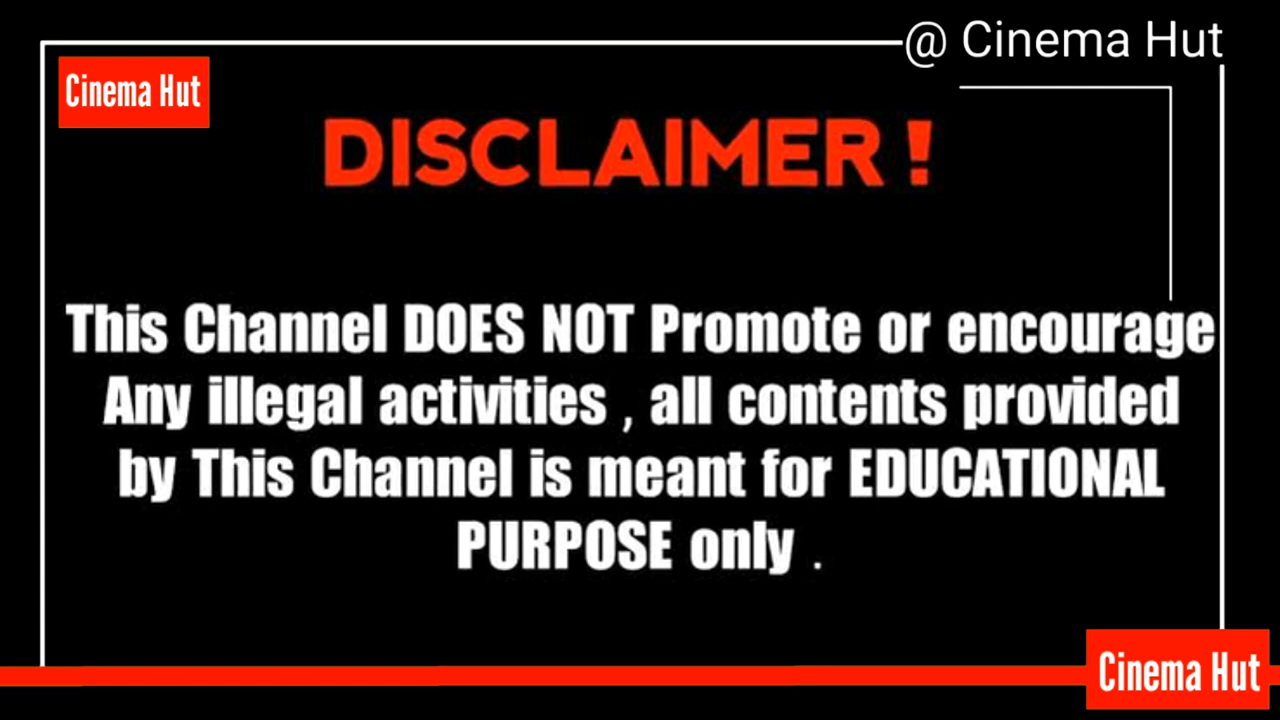 @ Cinema Hut
Cinema Hut
DISCLAIMER !
This Channel DOES NOT Promote or encourage
Any illegal activities , all contents provided
by This Channel is meant for EDUCATIONAL
PURPOSE only .
Cinema Hut